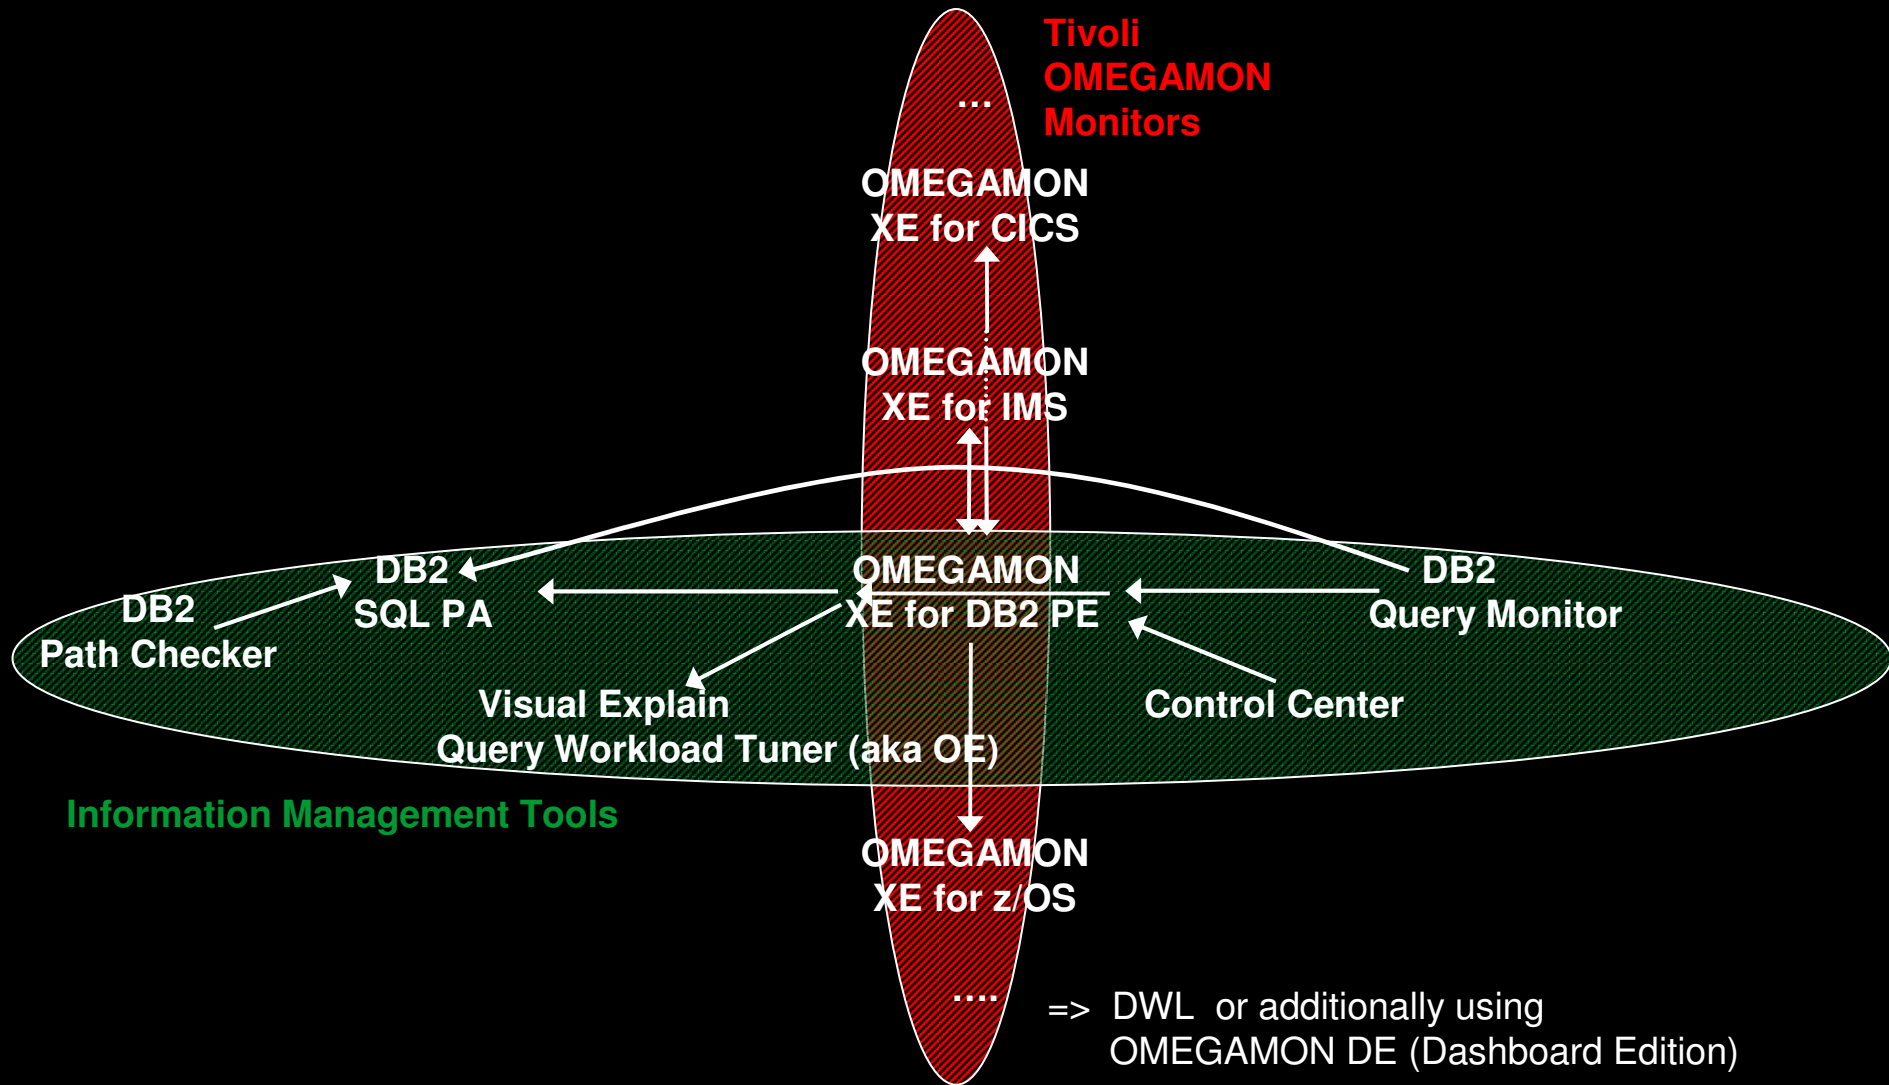 Tivoli
OMEGAMON
Monitors
...
OMEGAMON
XE for CICS
OMEGAMON
XE for IMS
DB2
Path Checker
DB2
SQL PA
OMEGAMON
XE for DB2 PE
DB2
Query Monitor
Visual Explain
Query Workload Tuner (aka OE)
Control Center
Information Management Tools
OMEGAMON
XE for z/OS
....
=> DWL or additionally using
OMEGAMON DE (Dashboard Edition)